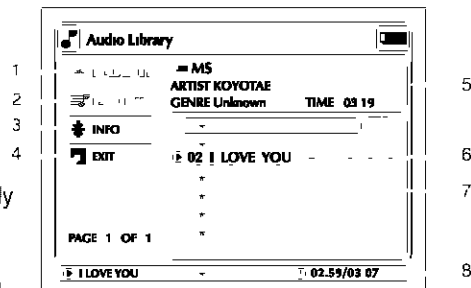 Audio Library
1
MS
ARTIST KOYOTAE
5
2
GENRE Unknown TIME 03 19
3
INFO
4
EXIT
02 I LOVE YOU
6
7
ly
PAGE 1 OF 1
I LOVE YOU 02.59/03 07
8